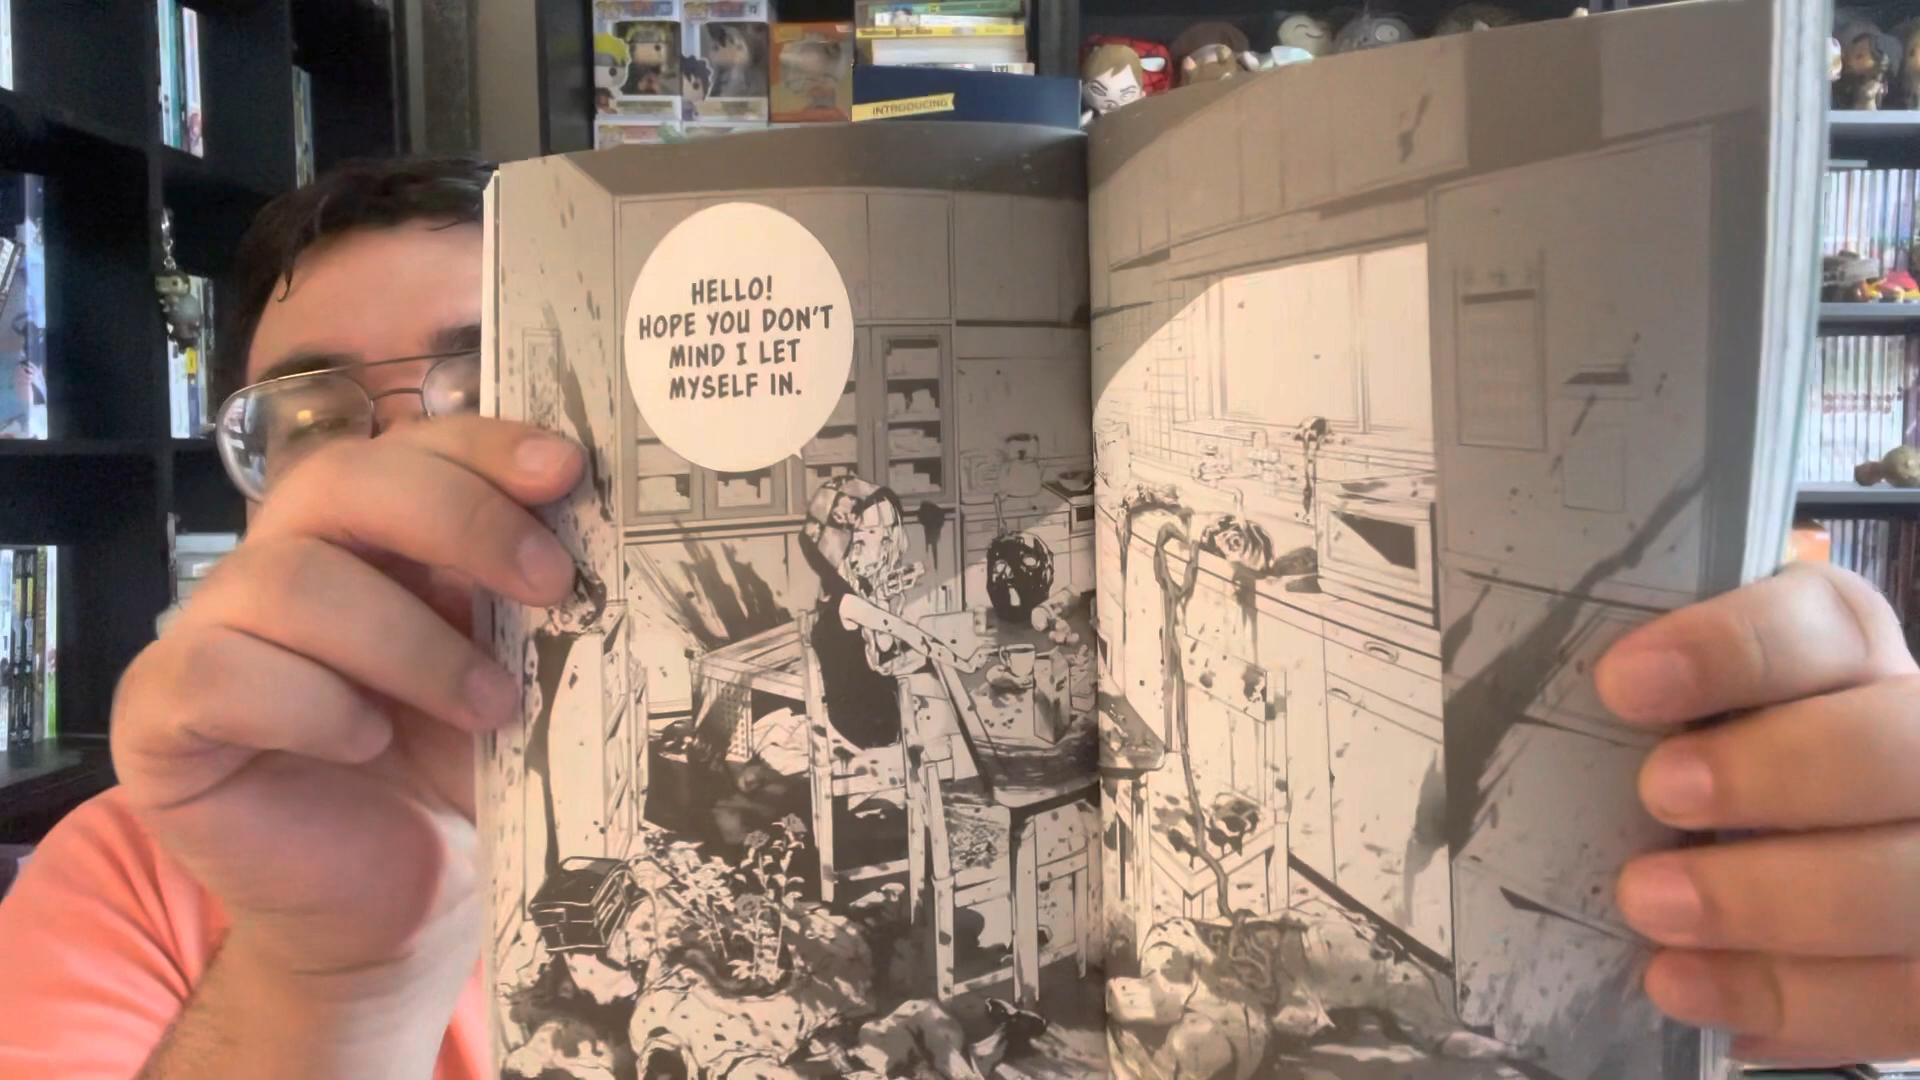 INTRODUCING
HELLO!
HOPE YOU DON'T
MIND I LET
MYSELF IN.